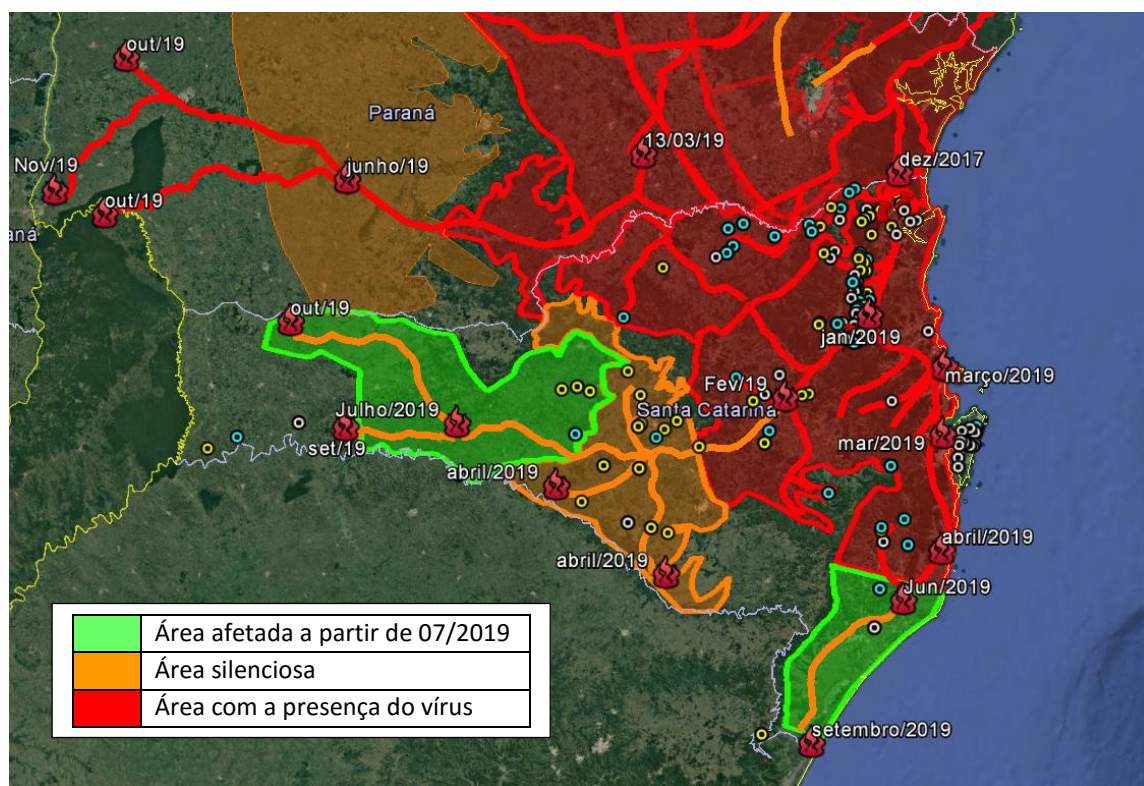 out/19
Paraná
13/03/19
Nov/19
junho/19
dez/2017
out/19
aná
out/19
jan/2019
março/2019
Fev/19
Santa Catarina
Julho/2019
set/19
mar/2019
abril/2019
abril/2019
abril/2019
Jun/2019
setembro/2019
Área afetada a partir de 07/2019
Área silenciosa
Área com a presença do vírus